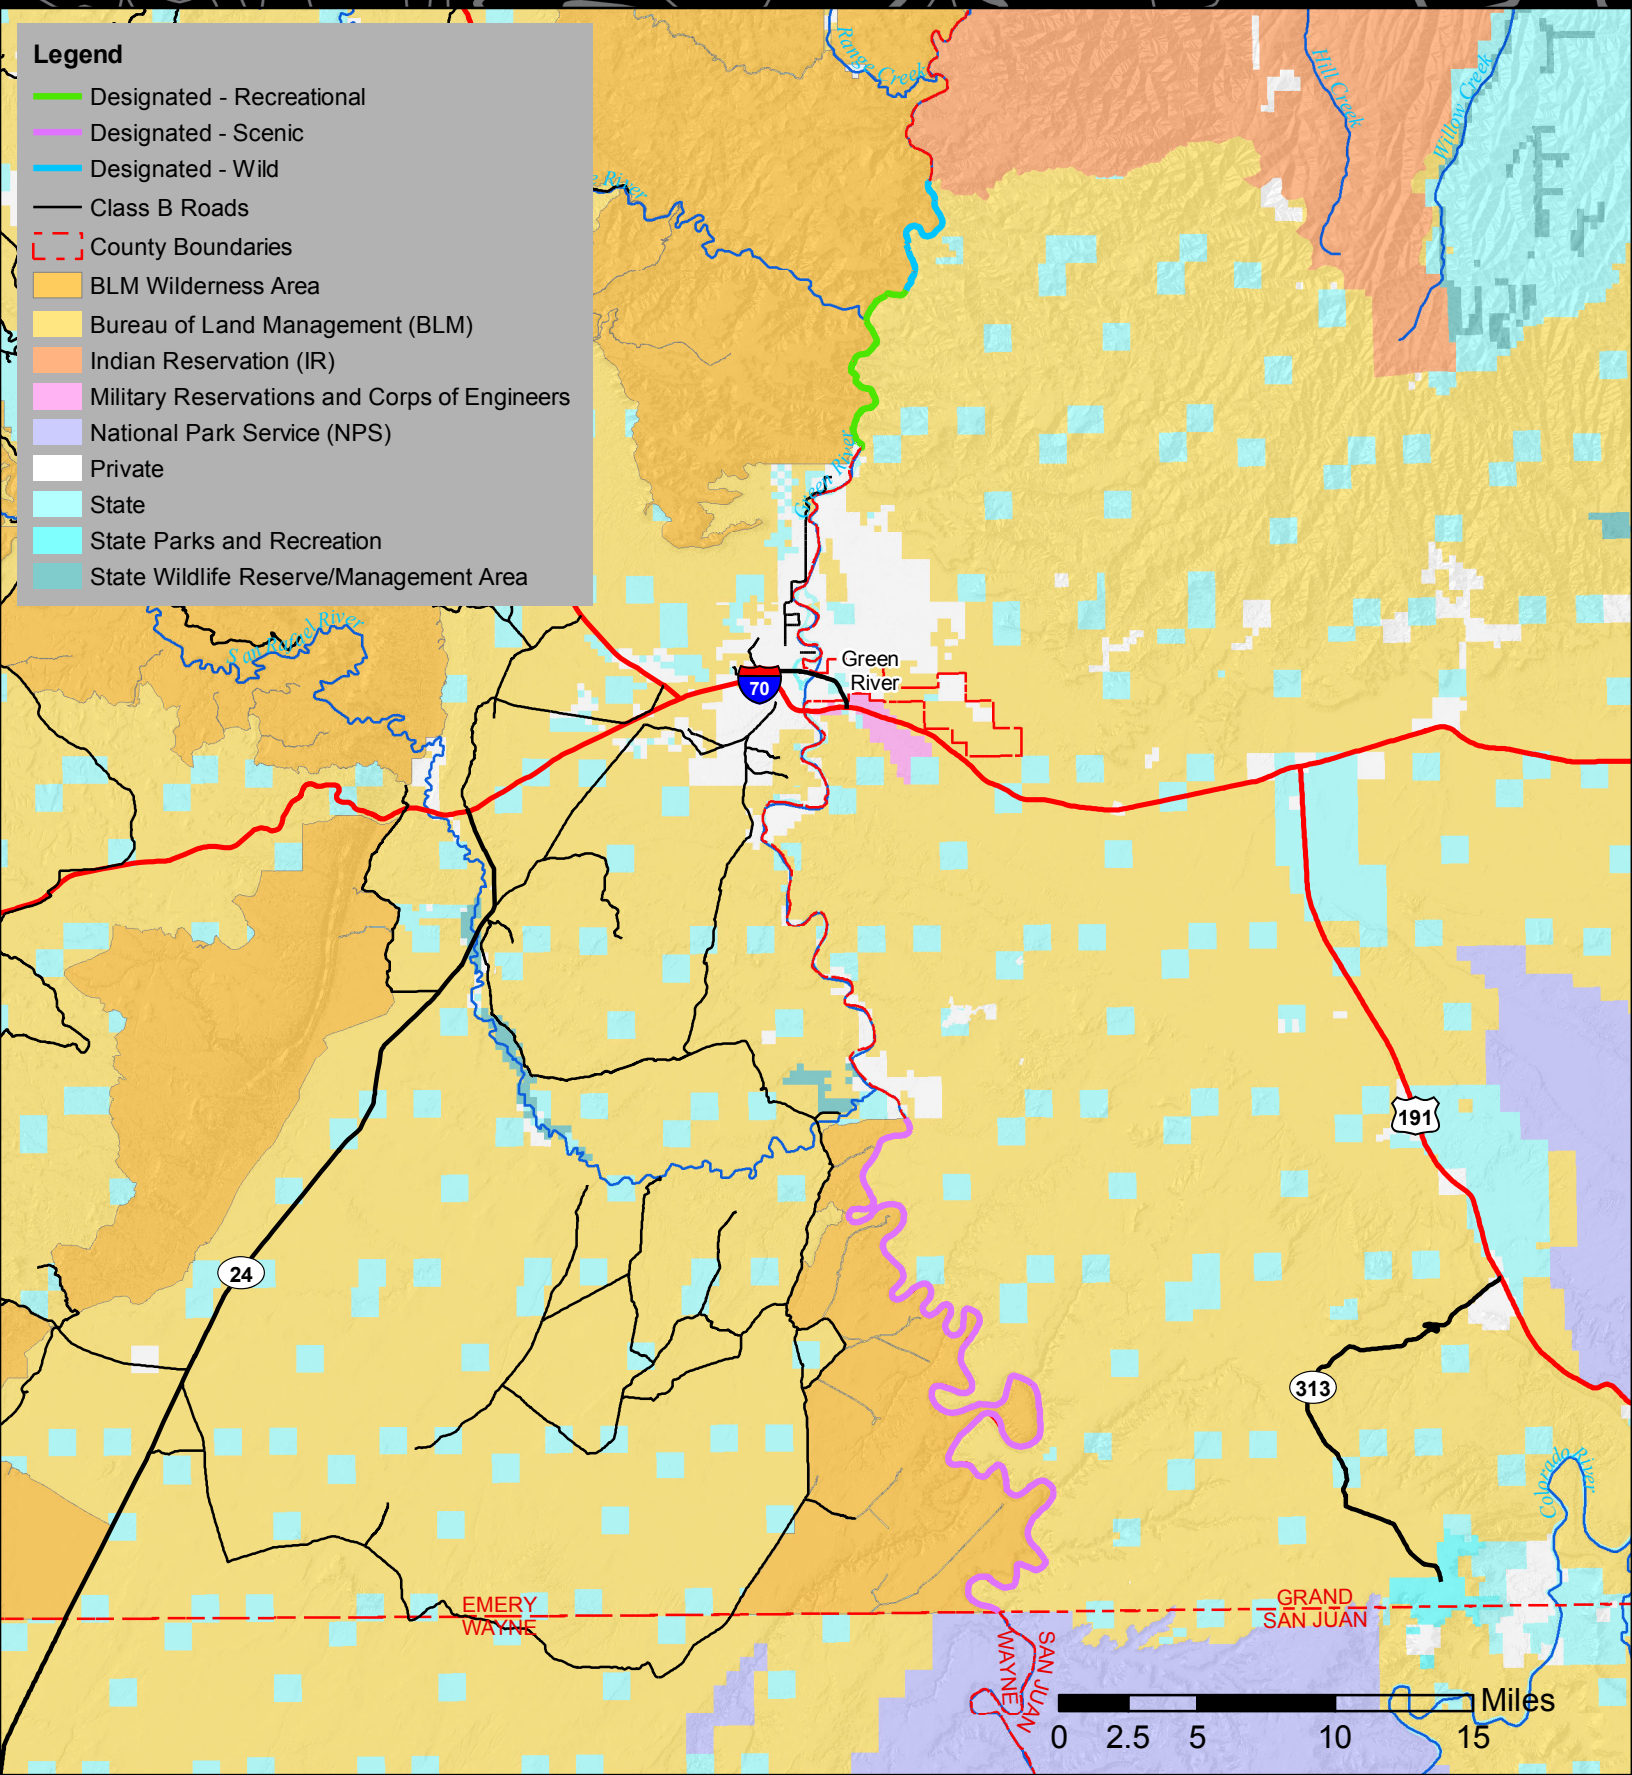 Legend
Designated - Recreational
Designated - Scenic
Designated - Wild
Class B Roads
County Boundaries
BLM Wilderness Area
Bureau of Land Management (BLM)
Indian Reservation (IR)
Military Reservations and Corps of Engineers
National Park Service (NPS)
Private
State
State Parks and Recreation
State Wildlife Reserve/Management Area
Range Creek
Hill Creek
Willow Creek
River
Green River
San Rafael River
Green
River
70
191
24
313
Colorado River
EMERY
WAYNE
GRAND
SAN JUAN
SAN JUAN
WAYNE
Miles
0 2.5 5 10 15